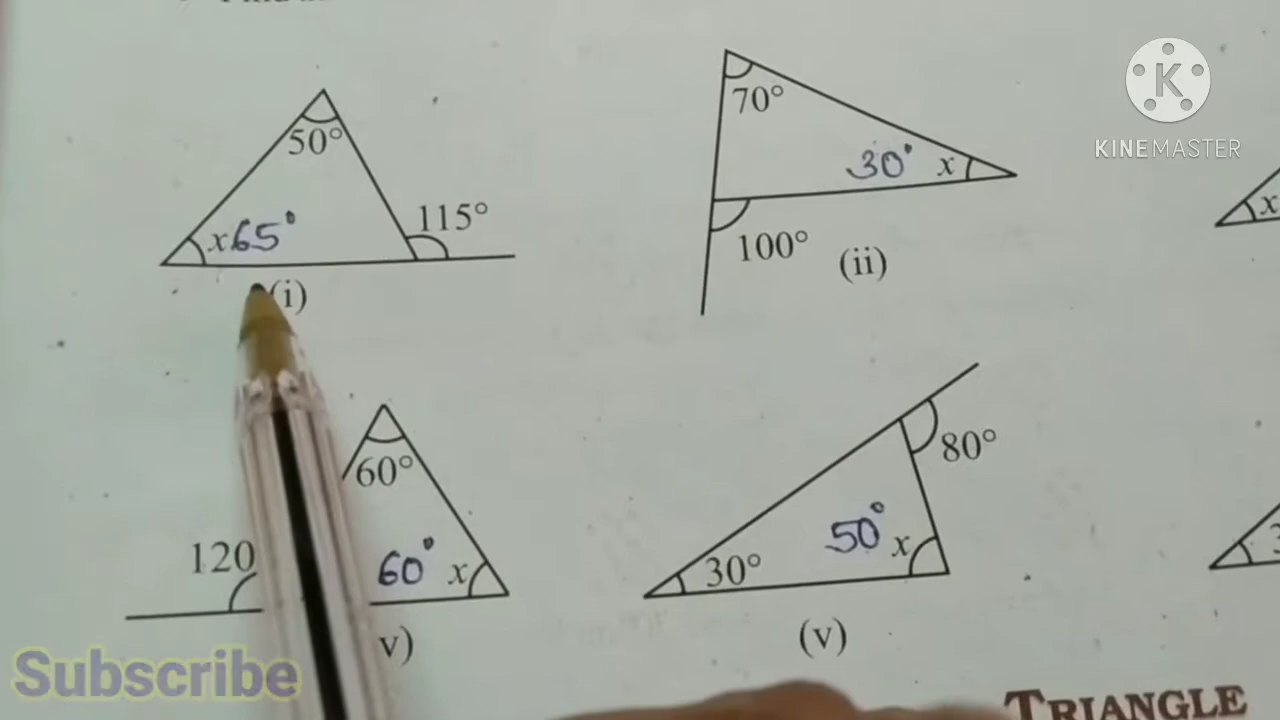 50°
x 65°
115°
(i)
70°
30° x
100°
(ii)
KINEMASTER
x
60°
120
60° x
v)
80°
50° x
30°
(v)
Subscribe
TRIANGLE